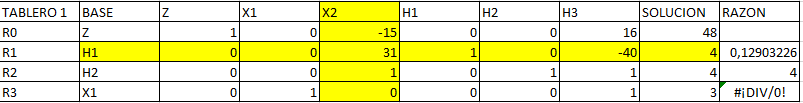 TABLERO 1 BASE Z X1 X2 H1 H2 H3 SOLUCION RAZON
R0 Z 1 0 -15 0 0 16 48
R1 H1 0 0 31 1 0 -40 4 0,12903226
R2 H2 0 0 1 0 1 1 4 4
R3 X1 0 1 0 0 0 1 3 #¡DIV/0!